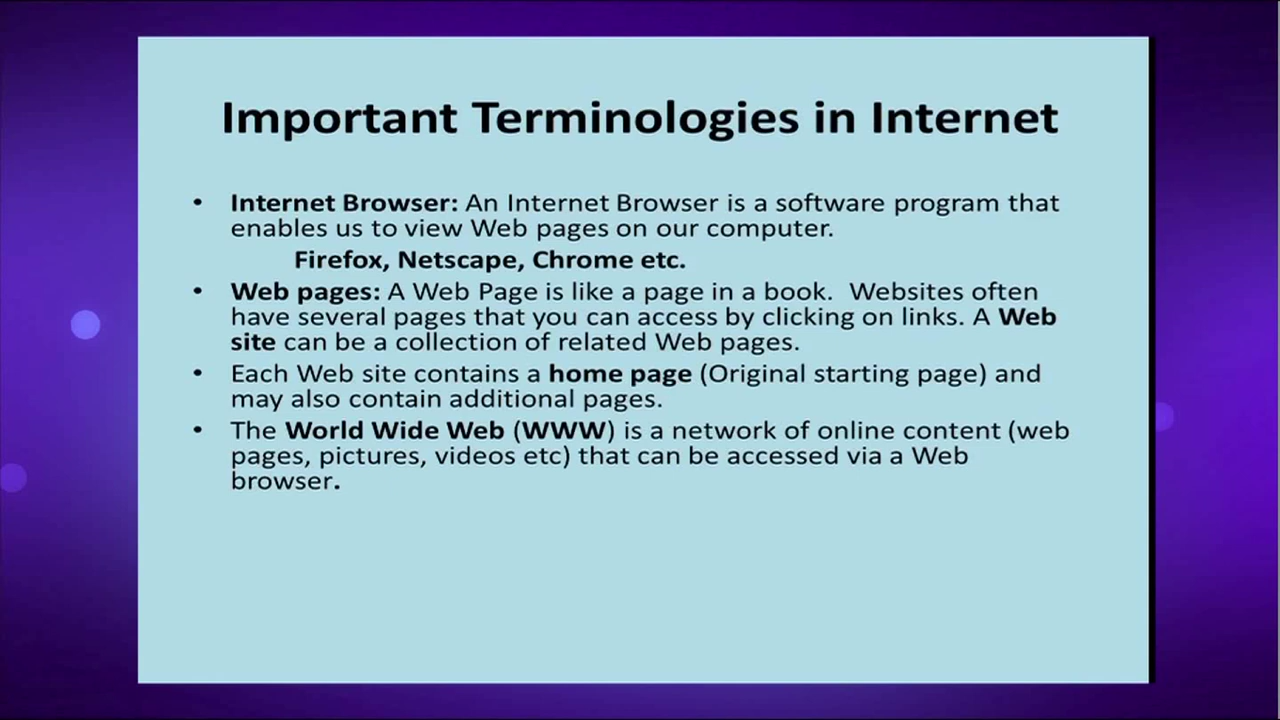 Important Terminologies in Internet
• Internet Browser: An Internet Browser is a software program that
enables us to view Web pages on our computer.
Firefox, Netscape, Chrome etc.
• Web pages: A Web Page is like a page in a book.  Websites often
have several pages that you can access by clicking on links. A Web
site can be a collection of related Web pages.
• Each Web site contains a home page (Original starting page) and
may also contain additional pages.
• The World Wide Web (WWW) is a network of online content (web
pages, pictures, videos etc) that can be accessed via a Web
browser.